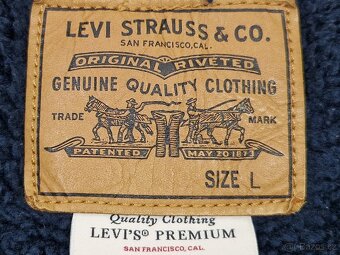 LEVI STRAUSS & CO.
SAN FRANCISCO, CAL.
ORIGINAL RIVETED
GENUINE QUALITY CLOTHING
TRADE MARK
PATENTED MAY 20 1873
SIZE L
Quality Clothing
LEVI'S® PREMIUM
SAN FRANCISCO, CAL.